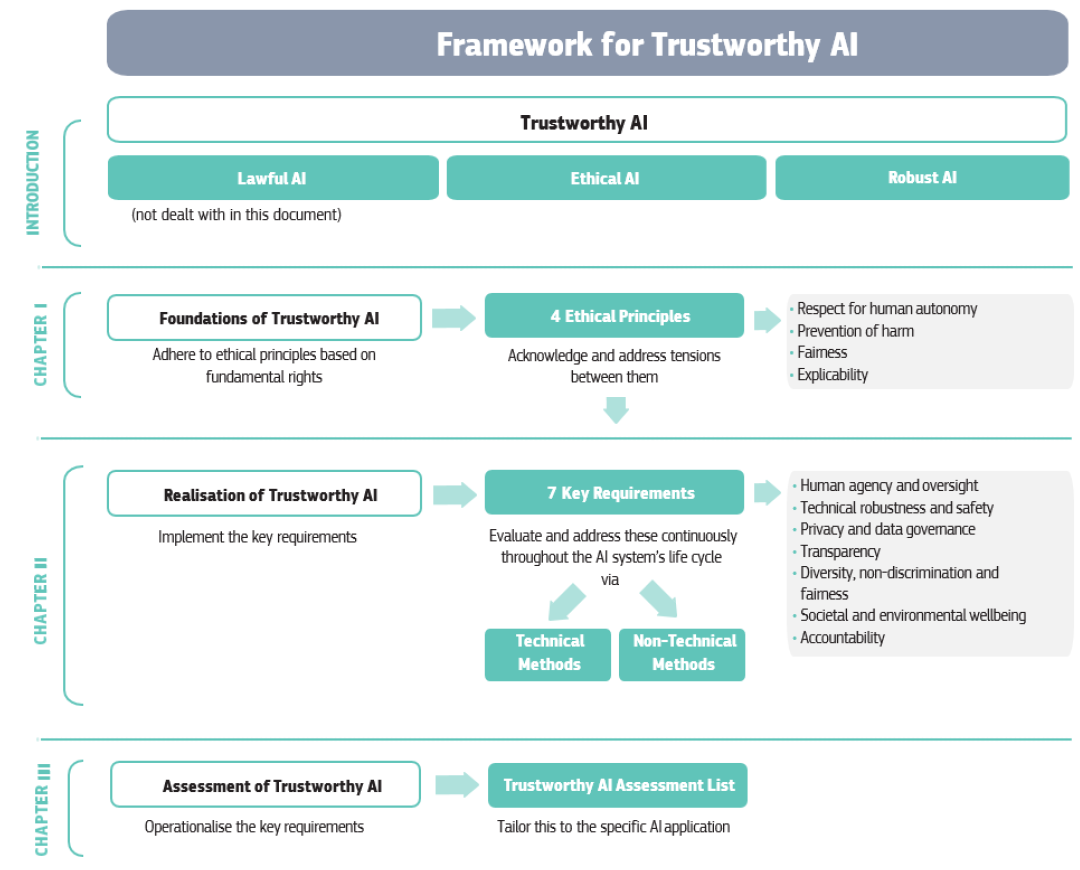 Framework for Trustworthy AI
INTRODUCTION
Trustworthy AI
Lawful AI
Ethical AI
Robust AI
(not dealt with in this document)
CHAPTER I
Foundations of Trustworthy AI
Adhere to ethical principles based on
fundamental rights
4 Ethical Principles
Acknowledge and address tensions
between them
• Respect for human autonomy
• Prevention of harm
• Fairness
• Explicability
CHAPTER II
Realisation of Trustworthy AI
Implement the key requirements
7 Key Requirements
Evaluate and address these continuously
throughout the AI system's life cycle
via
Technical
Methods
Non-Technical
Methods
• Human agency and oversight
• Technical robustness and safety
• Privacy and data governance
• Transparency
• Diversity, non-discrimination and
fairness
• Societal and environmental wellbeing
• Accountability
CHAPTER III
Assessment of Trustworthy AI
Operationalise the key requirements
Trustworthy AI Assessment List
Tailor this to the specific AI application